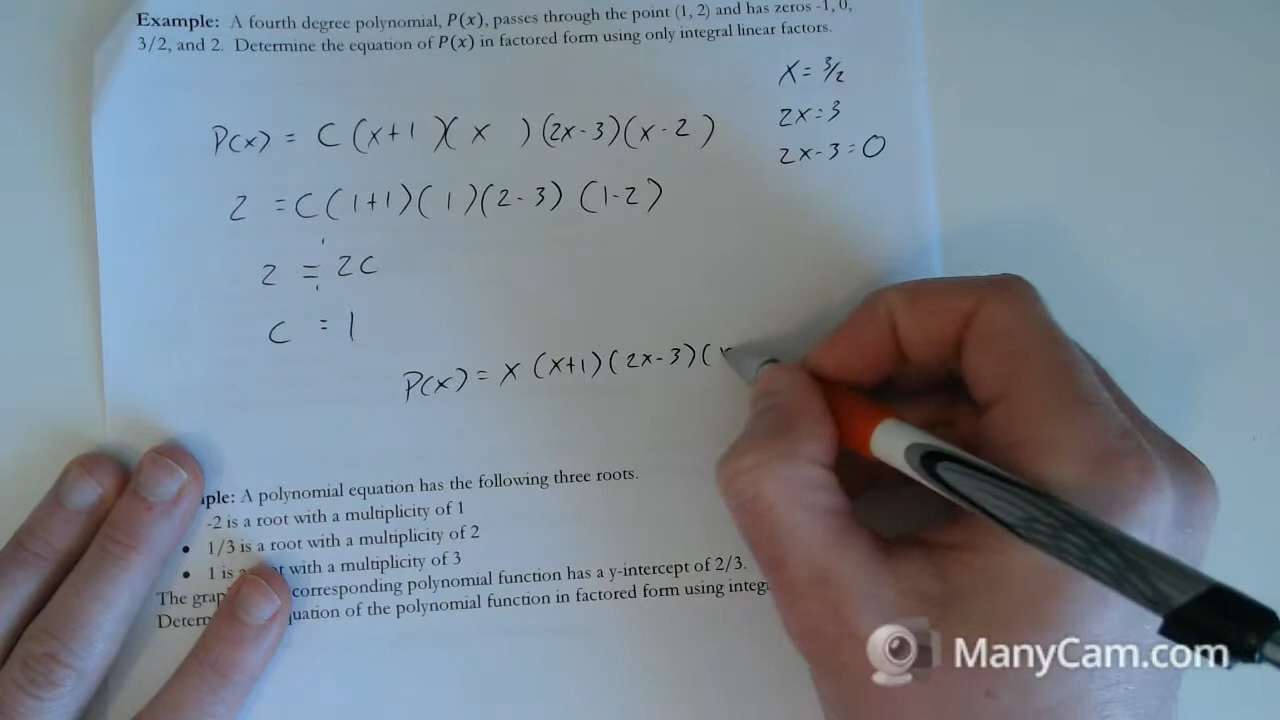 Example: A fourth degree polynomial, P(x), passes through the point (1, 2) and has zeros -1, 0,
3/2, and 2. Determine the equation of P(x) in factored form using only integral linear factors.
x = 3/2
2x = 3
2x - 3 = 0
P(x) = C (x+1)(x )(2x-3)(x-2)
2 = C(1+1)(1)(2-3)(1-2)
2 = 2C
C = 1
P(x) = x (x+1)(2x-3)(
ple: A polynomial equation has the following three roots.
-2 is a root with a multiplicity of 1
• 1/3 is a root with a multiplicity of 2
• 1 is a with a multiplicity of 3
The corresponding polynomial function has a y-intercept of 2/3.
of the polynomial function in factored form using
ManyCam.com